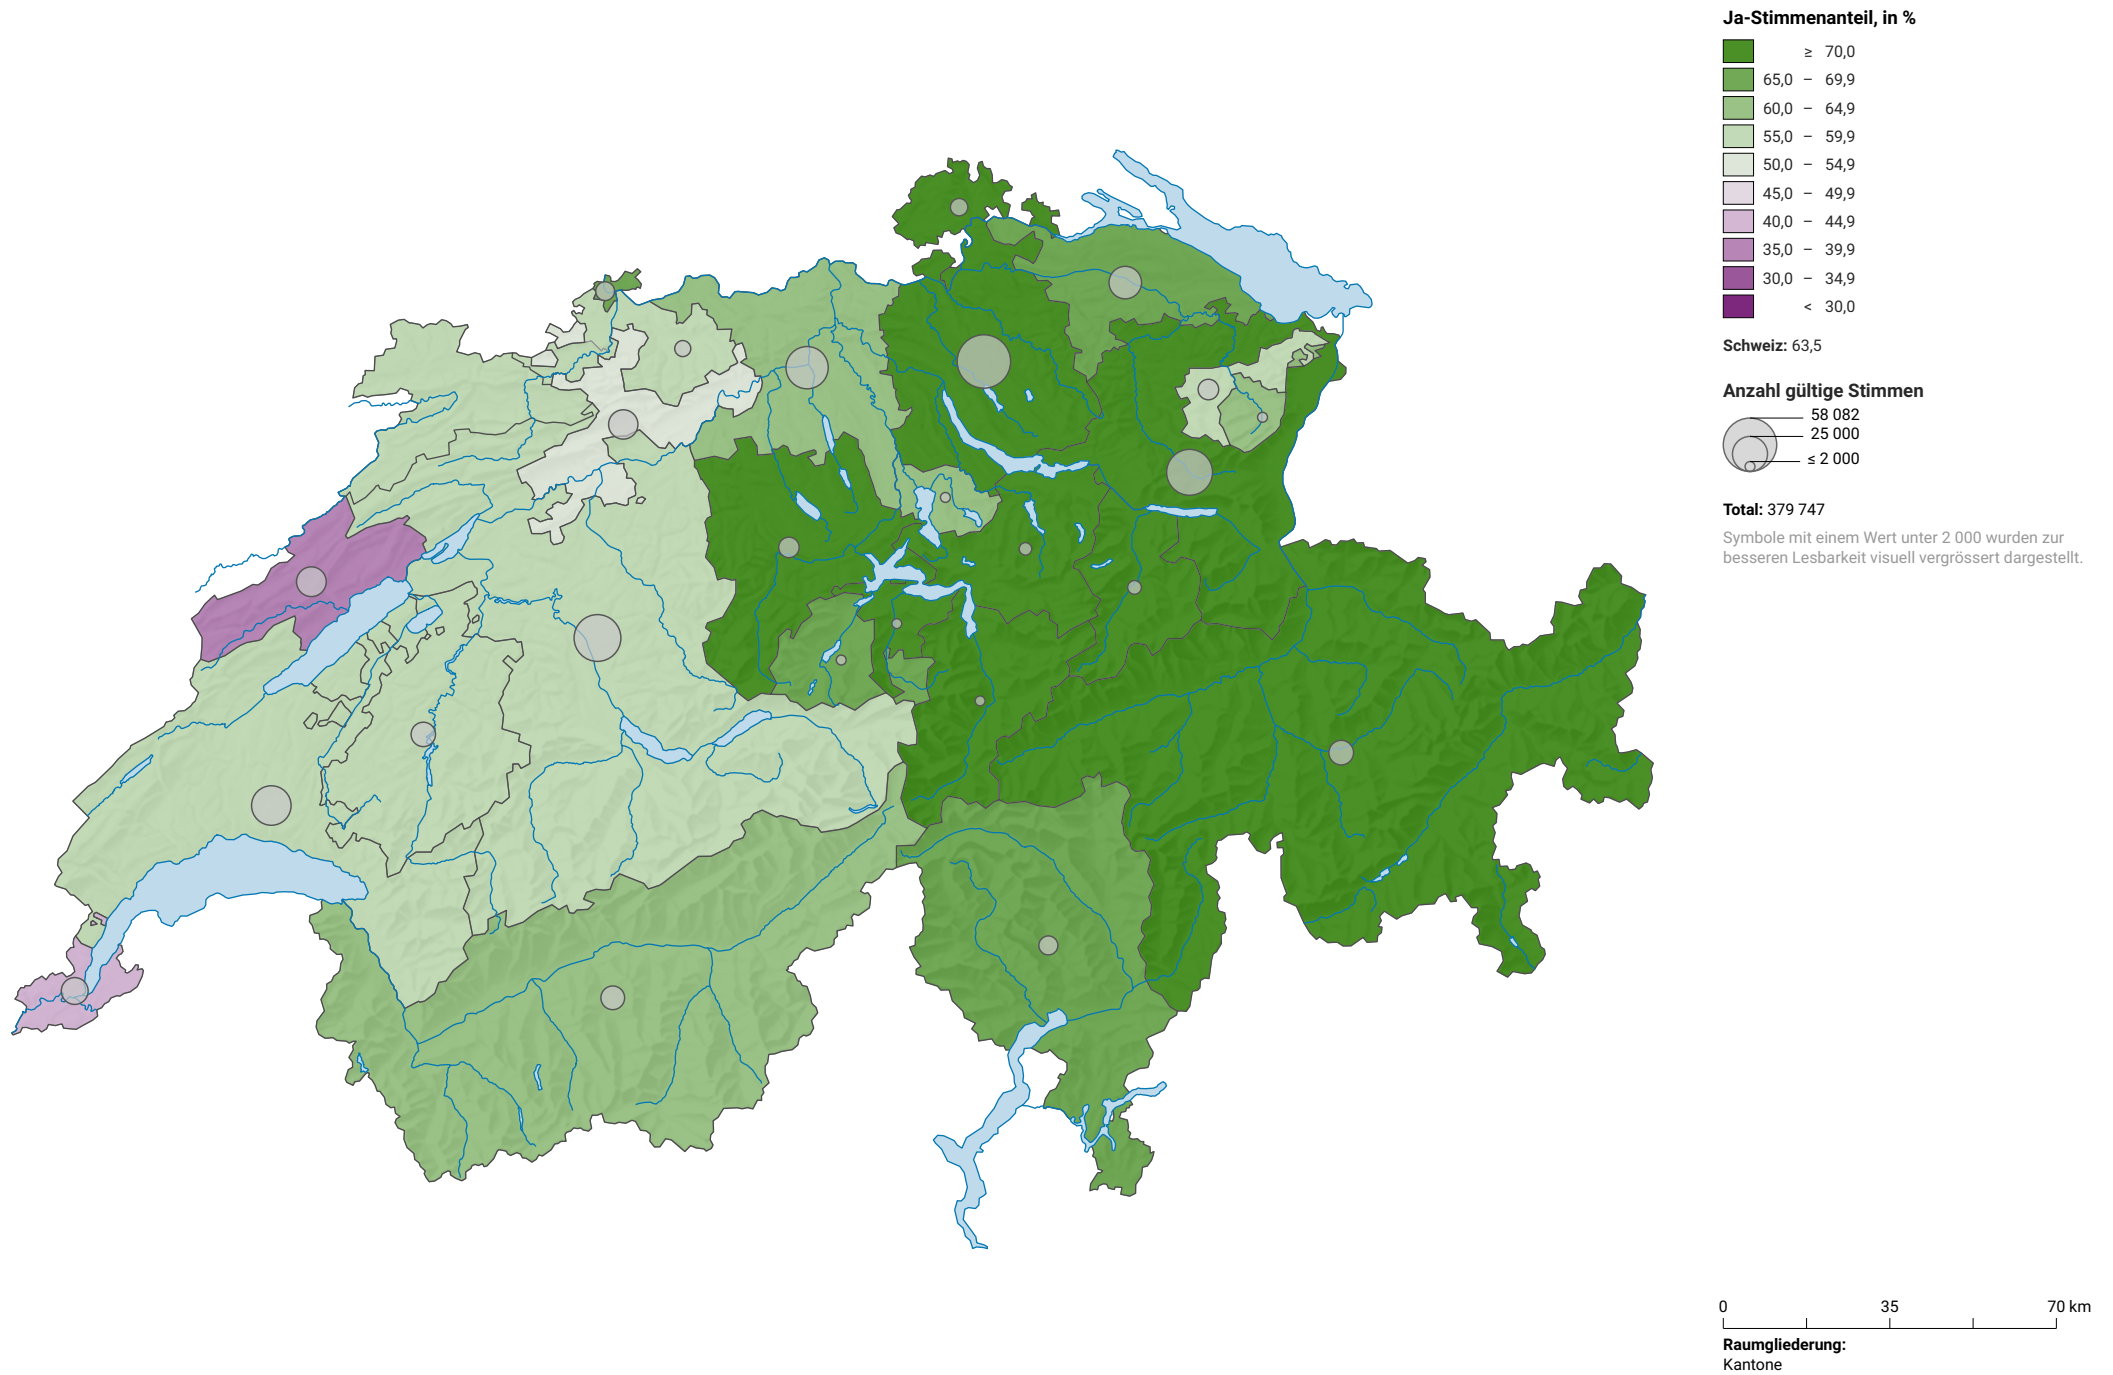 Ja-Stimmenanteil, in %
≥ 70,0
65,0 – 69,9
60,0 – 64,9
55,0 – 59,9
50,0 – 54,9
45,0 – 49,9
40,0 – 44,9
35,0 – 39,9
30,0 – 34,9
< 30,0
Schweiz: 63,5
Anzahl gültige Stimmen
58 082
25 000
≤ 2 000
Total: 379 747
Symbole mit einem Wert unter 2 000 wurden zur
besseren Lesbarkeit visuell vergrössert dargestellt.
0 35 70 km
Raumgliederung:
Kantone